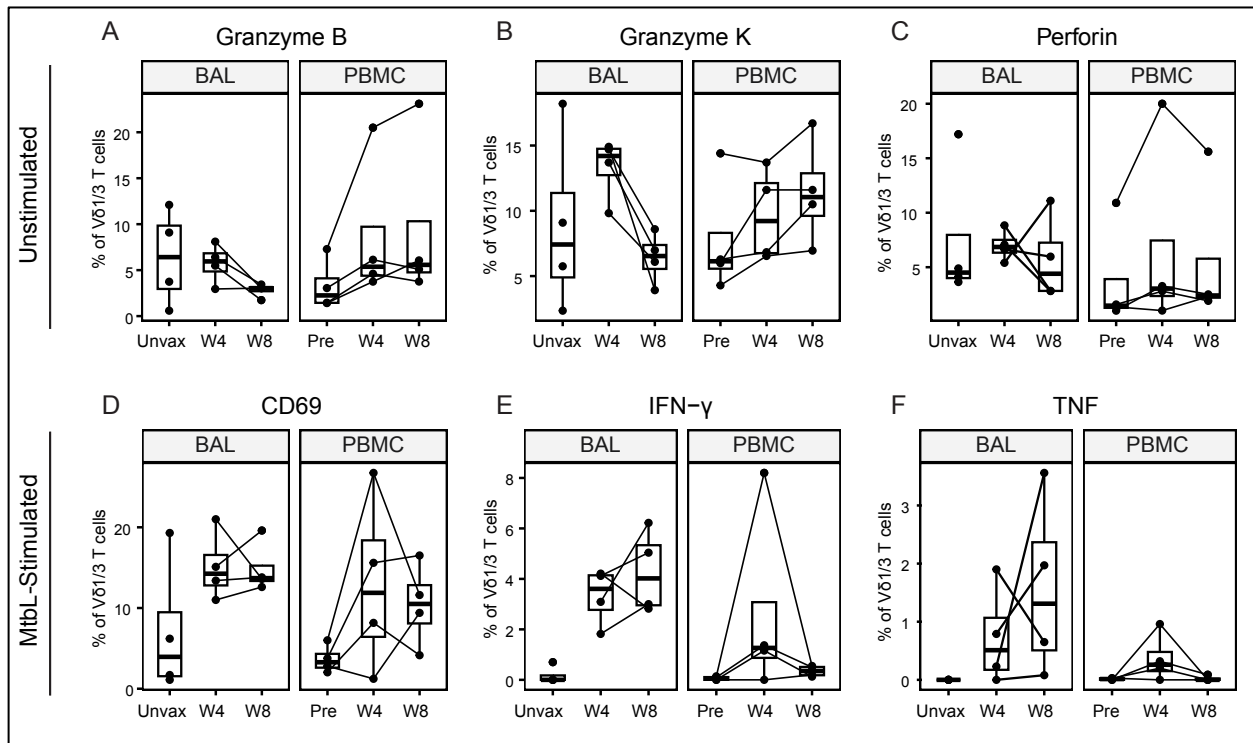 A Granzyme B
B Granzyme K
C Perforin
Unstimulated
BAL PBMC
BAL PBMC
BAL PBMC
% of Vδ1/3 T cells
20
15
10
5
0
% of Vδ1/3 T cells
15
10
5
% of Vδ1/3 T cells
20
15
10
5
Unvax W4 W8 Pre W4 W8
Unvax W4 W8 Pre W4 W8
Unvax W4 W8 Pre W4 W8
D CD69
E IFN−γ
F TNF
MtbL-Stimulated
BAL PBMC
BAL PBMC
BAL PBMC
% of Vδ1/3 T cells
20
10
0
% of Vδ1/3 T cells
8
6
4
2
0
% of Vδ1/3 T cells
3
2
1
0
Unvax W4 W8 Pre W4 W8
Unvax W4 W8 Pre W4 W8
Unvax W4 W8 Pre W4 W8